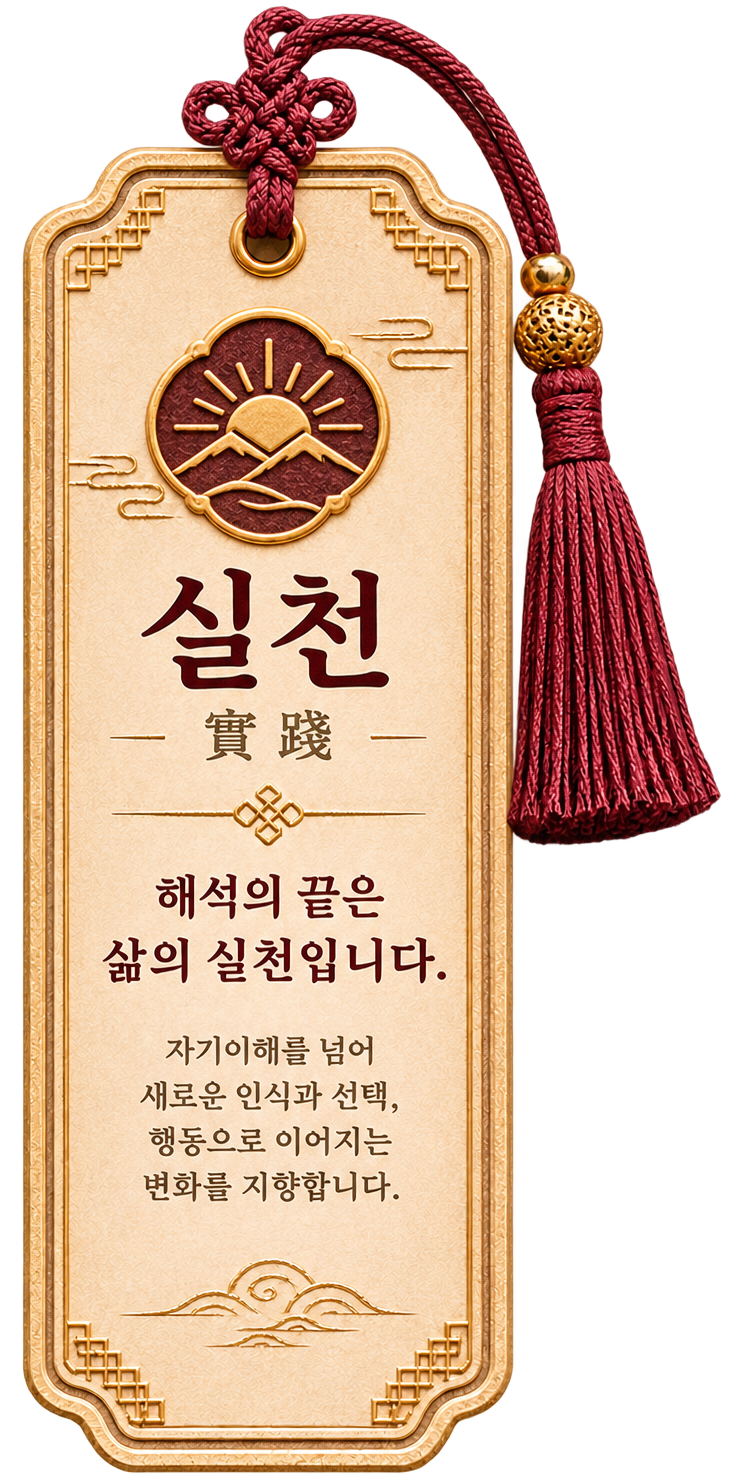 실천
實踐
해석의 끝은
삶의 실천입니다.
자기이해를 넘어
새로운 인식과 선택,
행동으로 이어지는
변화를 지향합니다.